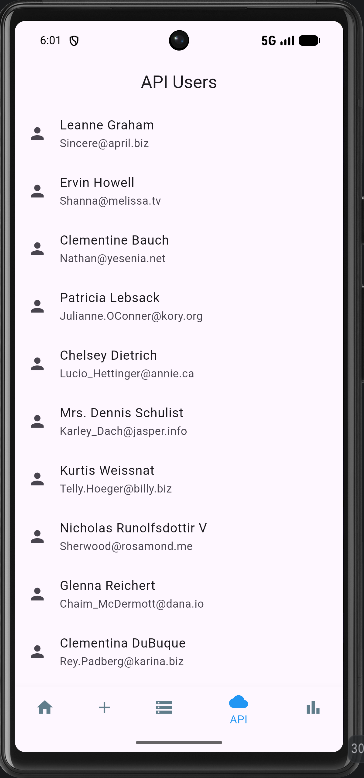 6:01
5G
API Users
Leanne Graham
Sincere@april.biz
Ervin Howell
Shanna@melissa.tv
Clementine Bauch
Nathan@yesenia.net
Patricia Lebsack
Julianne.OConner@kory.org
Chelsey Dietrich
Lucio_Hettinger@annie.ca
Mrs. Dennis Schulist
Karley_Dach@jasper.info
Kurtis Weissnat
Telly.Hoeger@billy.biz
Nicholas Runolfsdottir V
Sherwood@rosamond.me
Glenna Reichert
Chaim_McDermott@dana.io
Clementina DuBuque
Rey.Padberg@karina.biz
API
30